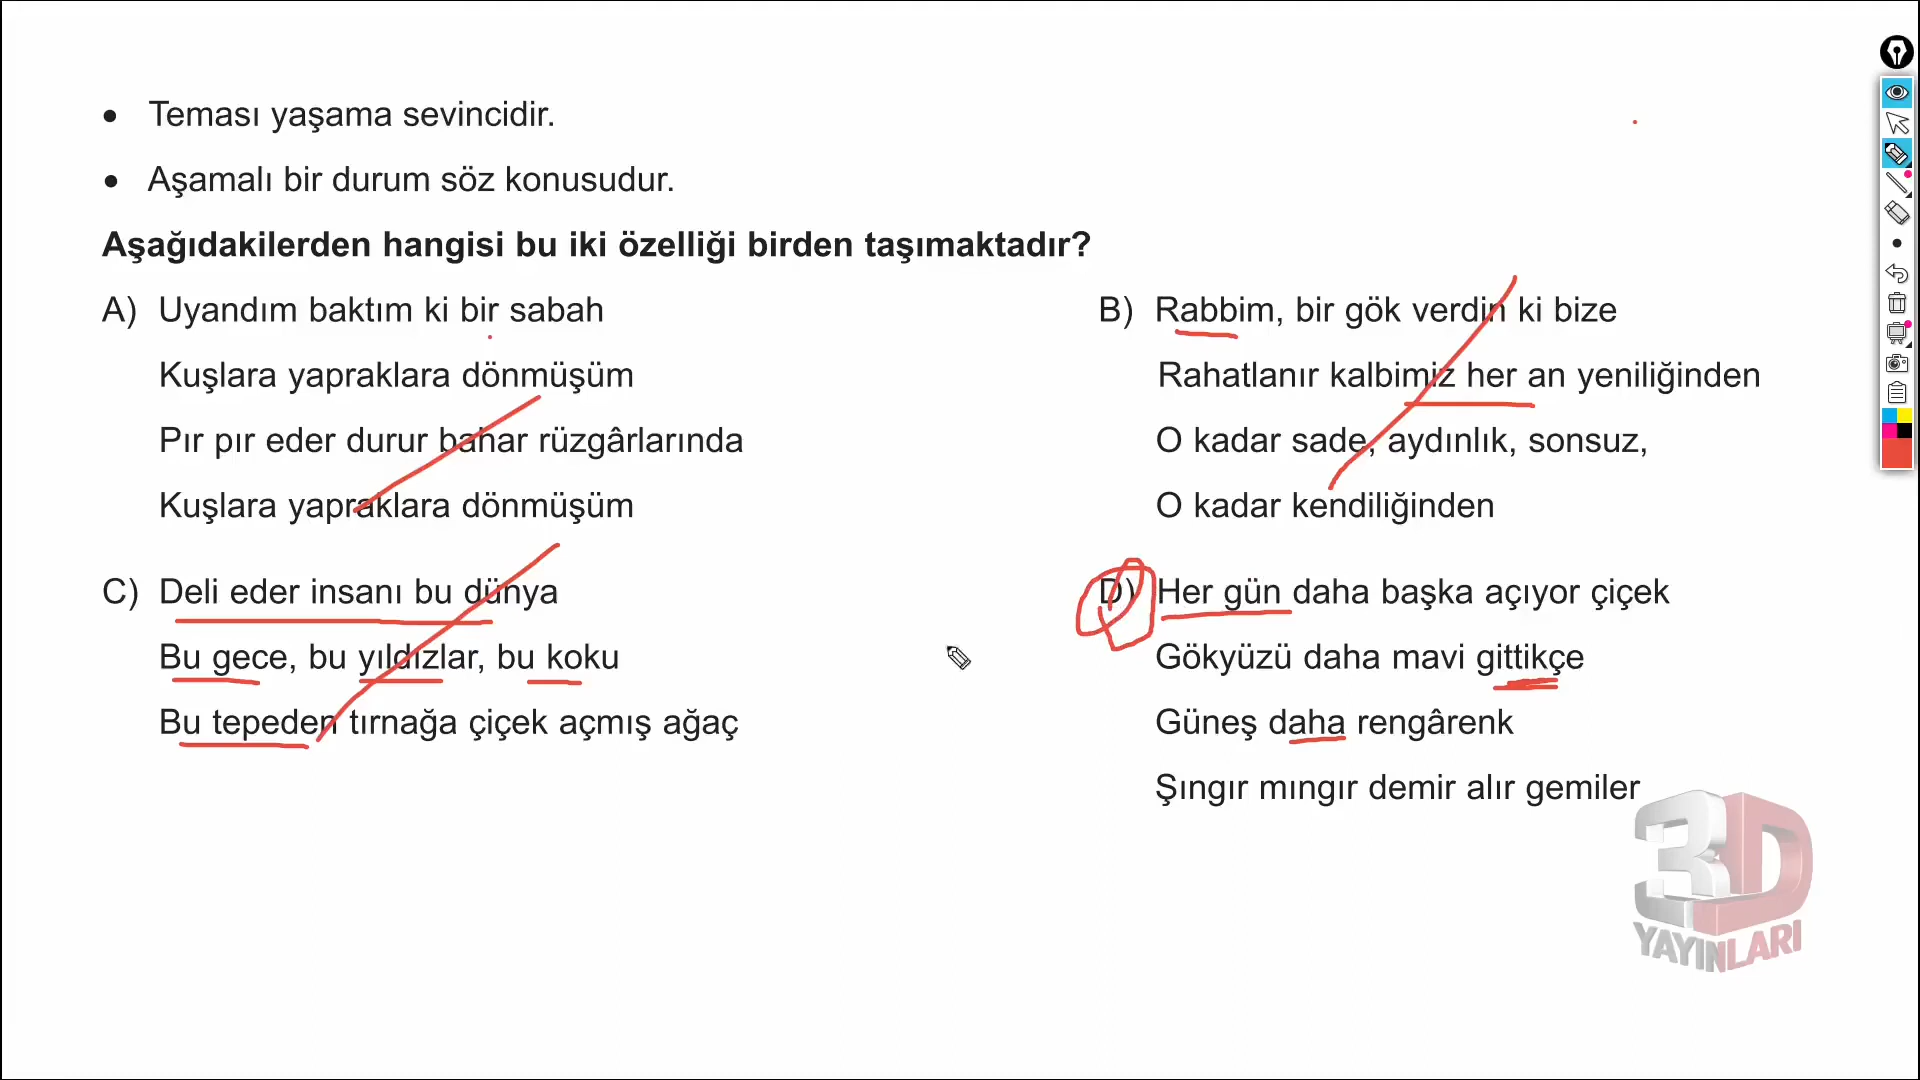 • Teması yaşama sevincidir.
• Aşamalı bir durum söz konusudur.
Aşağıdakilerden hangisi bu iki özelliği birden taşımaktadır?
A) Uyandım baktım ki bir sabah
Kuşlara yapraklara dönmüşüm
Pır pır eder durur bahar rüzgârlarında
Kuşlara yapraklara dönmüşüm
B) Rabbim, bir gök verdin ki bize
Rahatlanır kalbimiz her an yeniliğinden
O kadar sade, aydınlık, sonsuz,
O kadar kendiliğinden
C) Deli eder insanı bu dünya
Bu gece, bu yıldızlar, bu koku
Bu tepeden tırnağa çiçek açmış ağaç
D) Her gün daha başka açıyor çiçek
Gökyüzü daha mavi gittikçe
Güneş daha rengârenk
Şıngır mıngır demir alır gemiler
3D
YAYINLARI